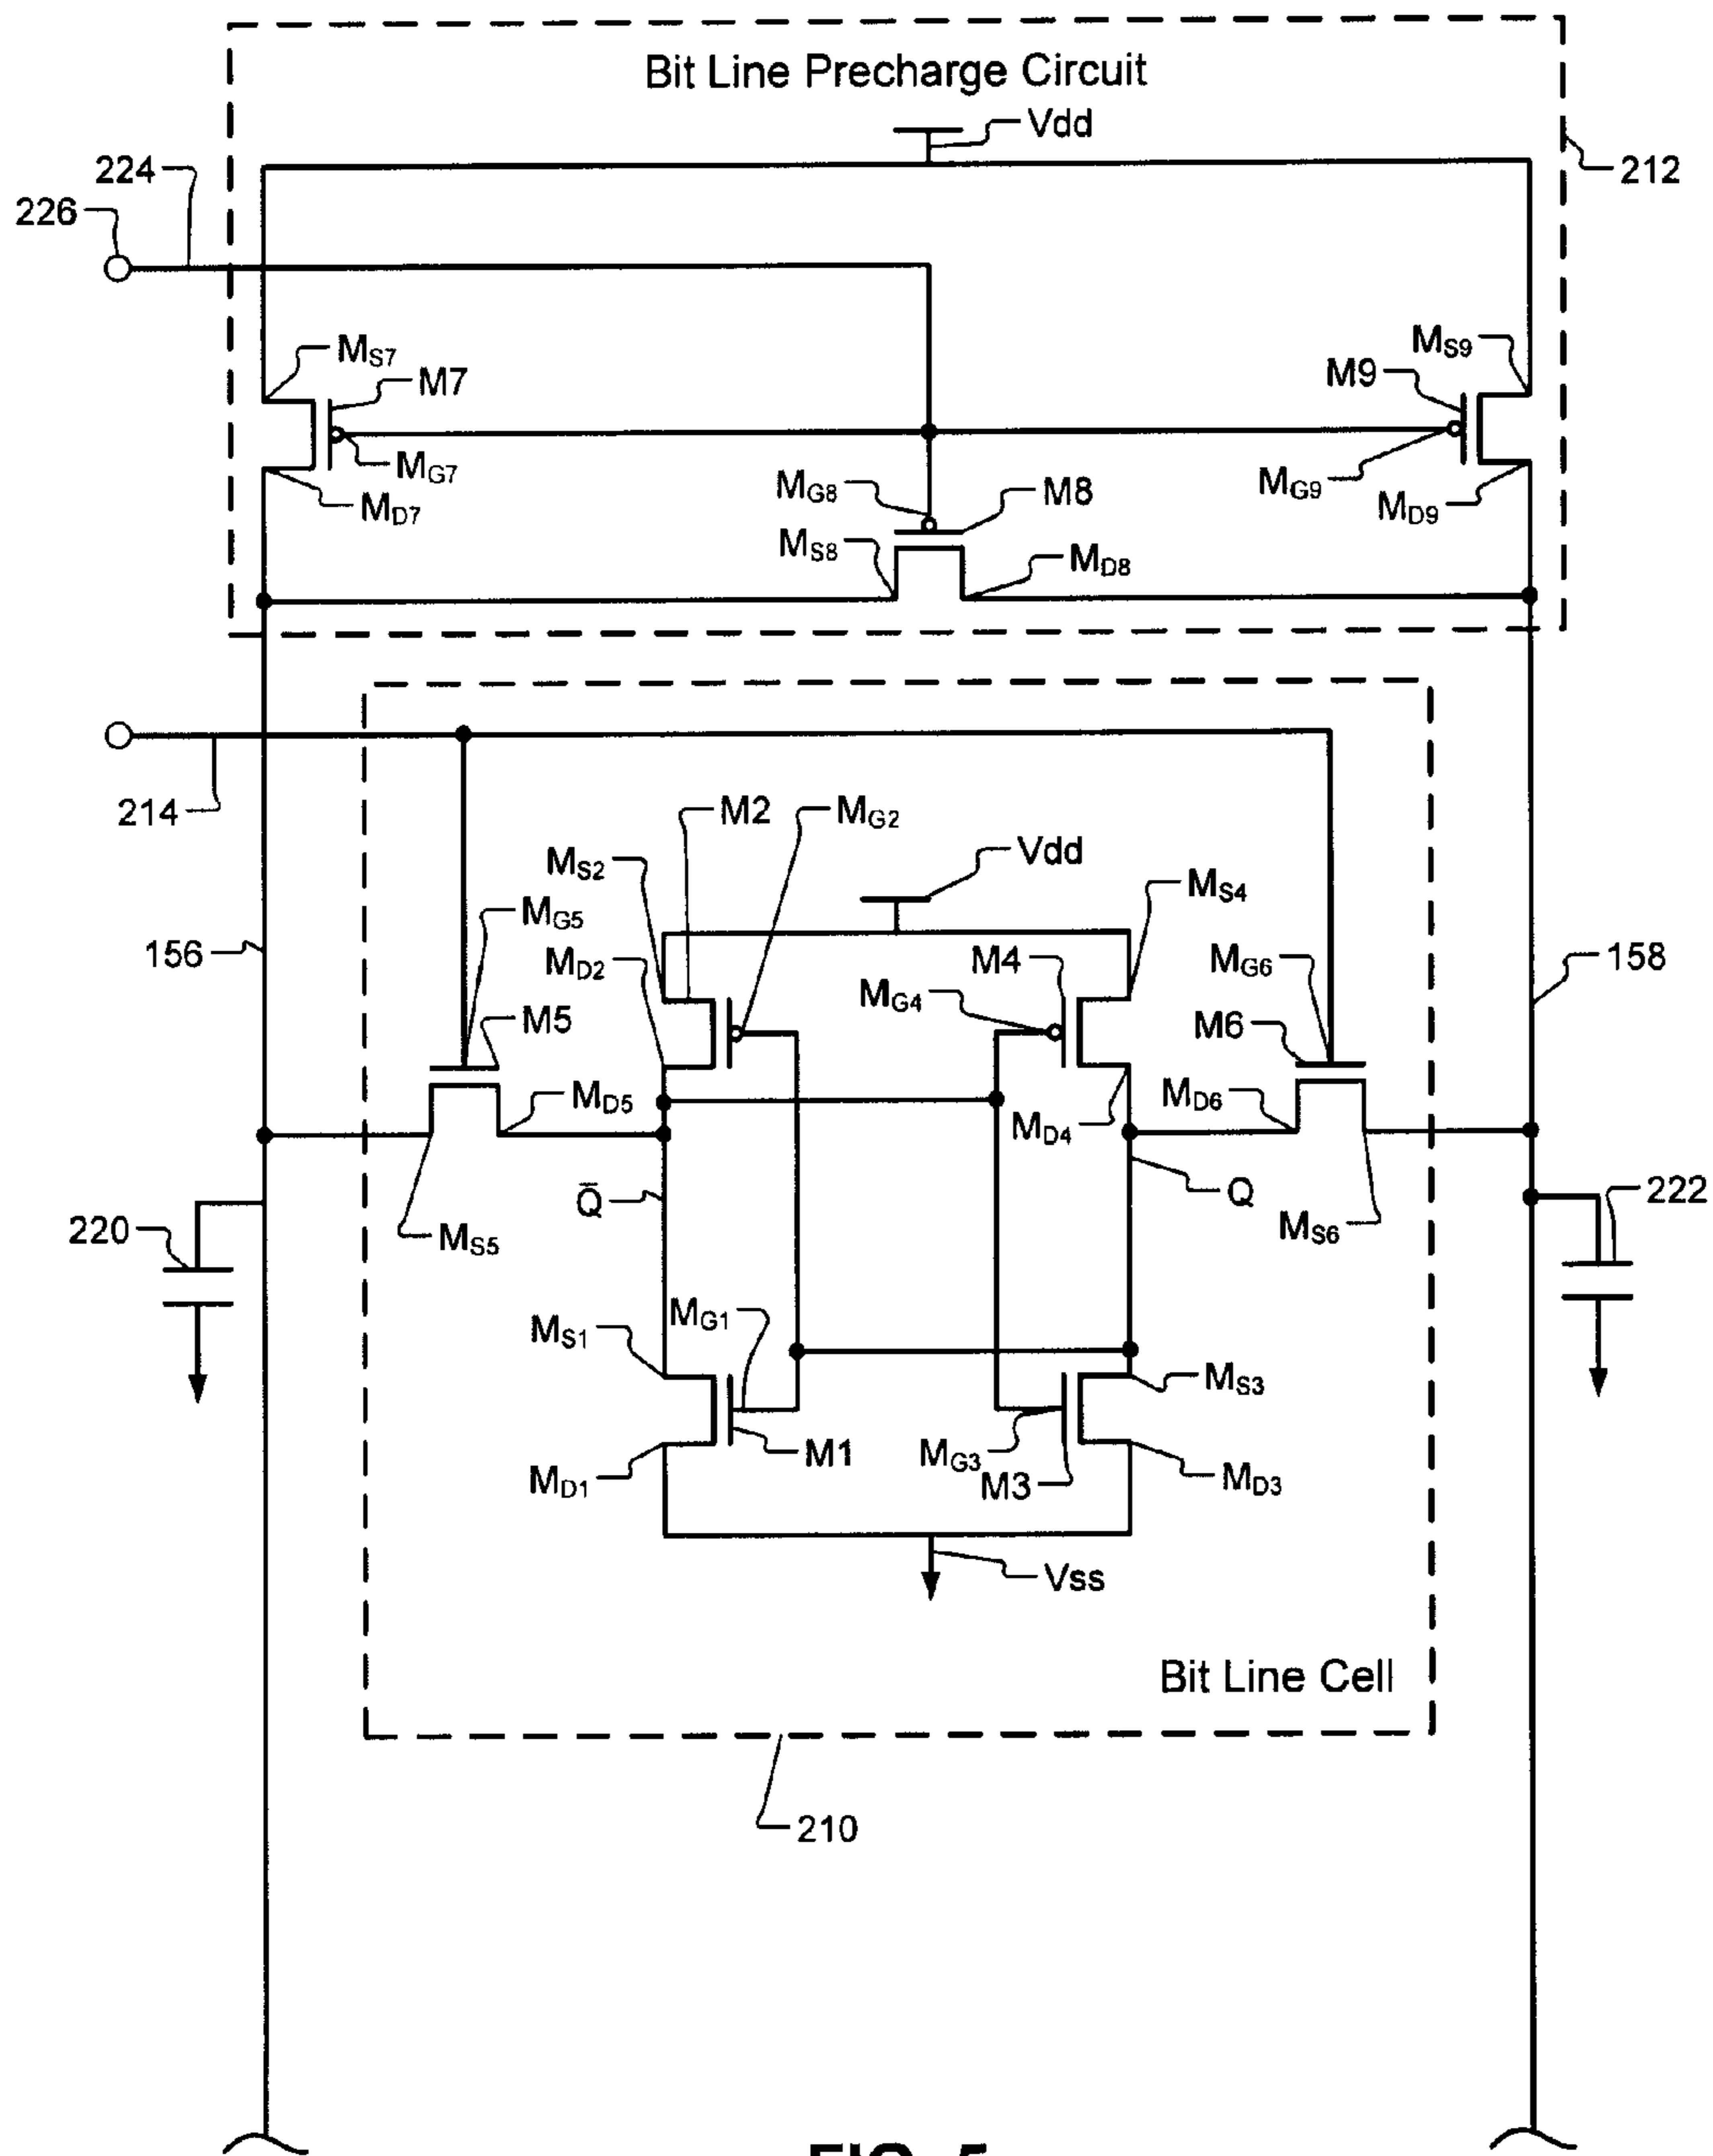 Bit Line Precharge Circuit
Vdd
224
212
226
MS7
MS9
M7
M9
MG7
MG8
M8
MG9
MD7
MD9
MS8
MD8
214
M2
MG2
MS2
Vdd
MS4
MG5
156
MD2
M4
MG6
158
MG4
M5
M6
MD5
MD6
MD4
Q̄
Q
222
220
MS5
MS6
MG1
MS1
MS3
M1
MG3
MD1
M3
MD3
Vss
Bit Line Cell
210
FIG. 5